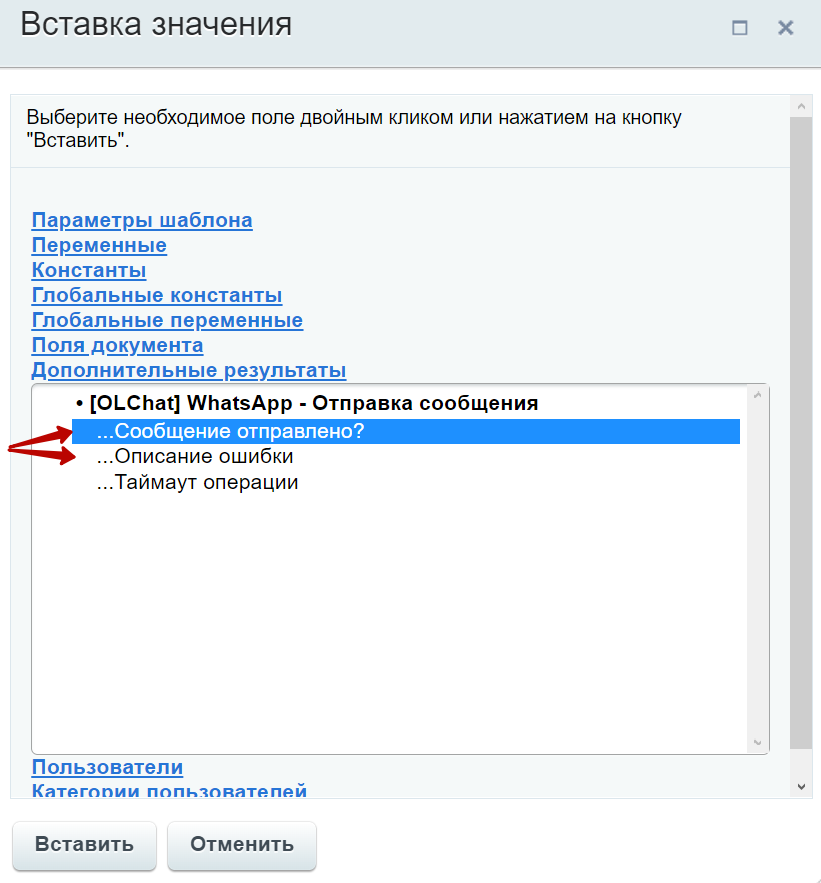 Вставка значения
Выберите необходимое поле двойным кликом или нажатием на кнопку
"Вставить".
Параметры шаблона
Переменные
Константы
Глобальные константы
Глобальные переменные
Поля документа
Дополнительные результаты
• [OLChat] WhatsApp - Отправка сообщения
...Сообщение отправлено?
...Описание ошибки
...Таймаут операции
Пользователи
Категории пользователей
Вставить Отменить